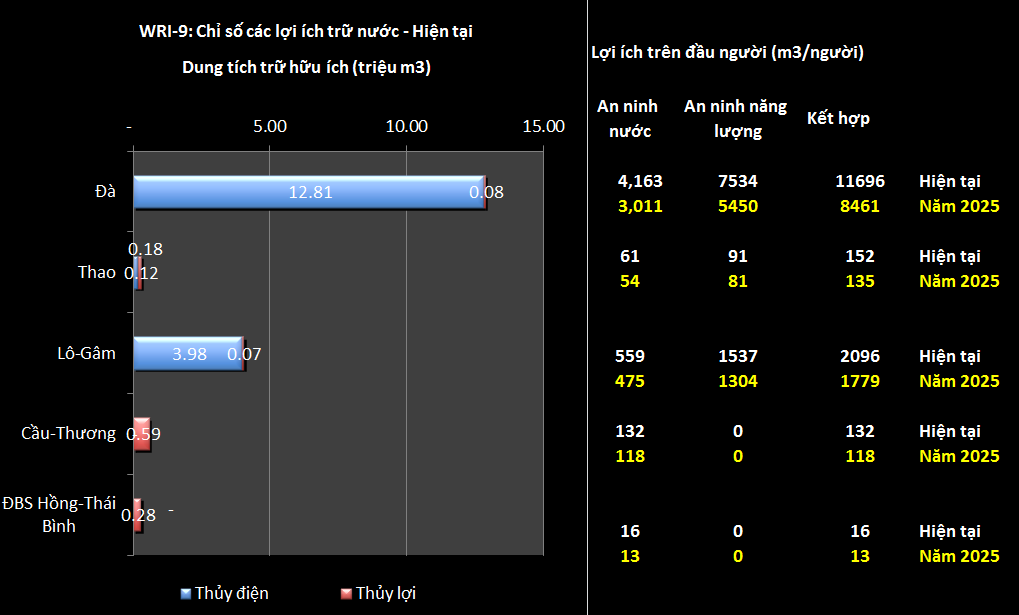 WRI-9: Chỉ số các lợi ích trữ nước - Hiện tại
Dung tích trữ hữu ích (triệu m3)
- 5.00 10.00 15.00
Đà 12.81 0.08
0.18
Thao 0.12
Lô-Gâm 3.98 0.07
Cầu-Thương - 0.59
ĐBS Hồng-Thái
Bình
0.28 -
Thủy điện Thủy lợi
Lợi ích trên đầu người (m3/người)
An ninh An ninh năng Kết hợp
nước lượng
4,163 7534 11696 Hiện tại
3,011 5450 8461 Năm 2025
61 91 152 Hiện tại
54 81 135 Năm 2025
559 1537 2096 Hiện tại
475 1304 1779 Năm 2025
132 0 132 Hiện tại
118 0 118 Năm 2025
16 0 16 Hiện tại
13 0 13 Năm 2025